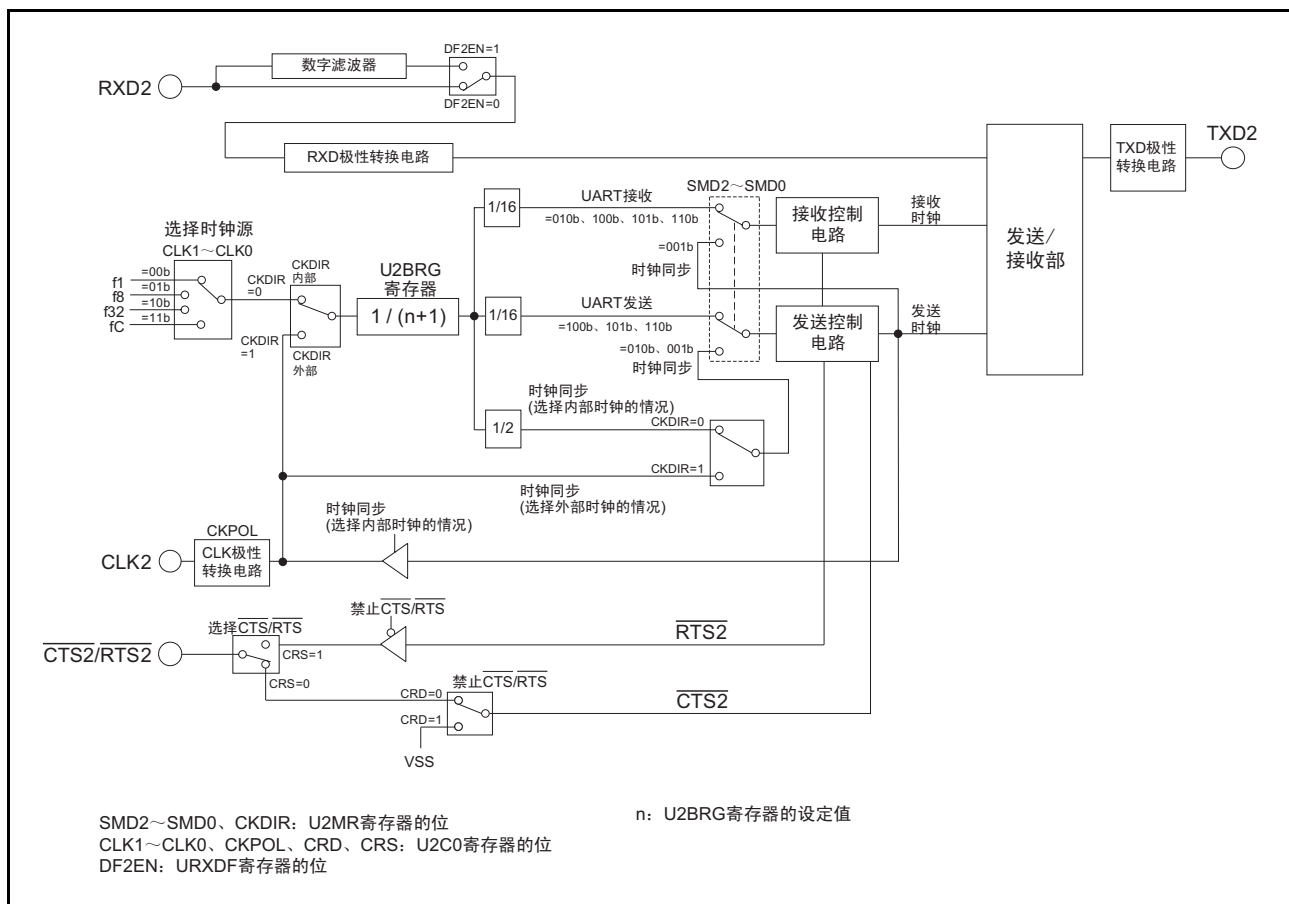 DF2EN=1
数字滤波器
RXD2
DF2EN=0
RXD极性转换电路
TXD2
TXD极性
转换电路
SMD2～SMD0
UART接收
1/16
=010b、100b、101b、110b
接收控制
电路
接收
时钟
=001b
时钟同步
发送/
接收部
选择时钟源
CLK1～CLK0
f1
=00b
f8
=01b
f32
=10b
fC
=11b
CKDIR
=0
CKDIR
内部
CKDIR
=1
CKDIR
外部
U2BRG
寄存器
1 / (n+1)
1/16
UART发送
=100b、101b、110b
发送控制
电路
发送
时钟
=010b、001b
时钟同步
1/2
时钟同步
(选择内部时钟的情况)
CKDIR=0
CKDIR=1
时钟同步
(选择外部时钟的情况)
时钟同步
(选择内部时钟的情况)
CKPOL
CLK2
CLK极性
转换电路
禁止CTS/RTS
选择CTS/RTS
CTS2/RTS2
CRS=1
RTS2
CRS=0
禁止CTS/RTS
CRD=0
CTS2
CRD=1
VSS
SMD2～SMD0、CKDIR：U2MR寄存器的位
CLK1～CLK0、CKPOL、CRD、CRS：U2C0寄存器的位
DF2EN：URXDF寄存器的位
n：U2BRG寄存器的设定值